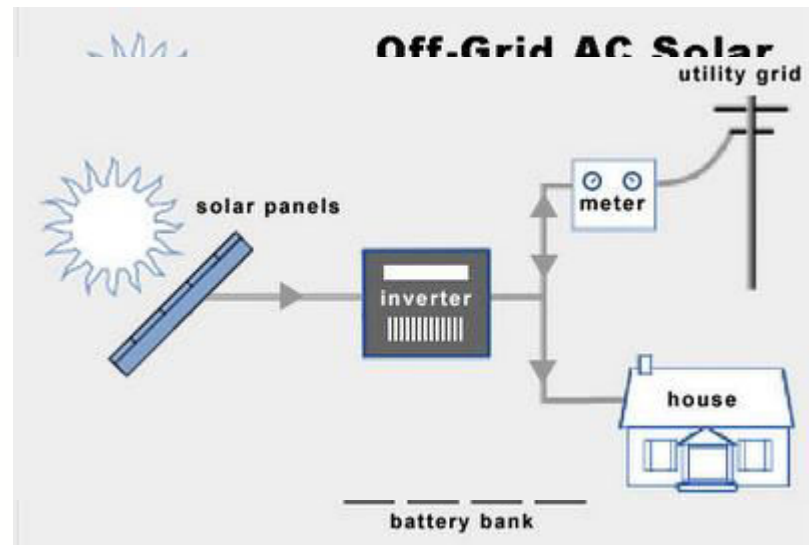 Off-Grid AC Solar
utility grid
meter
solar panels
inverter
house
battery bank